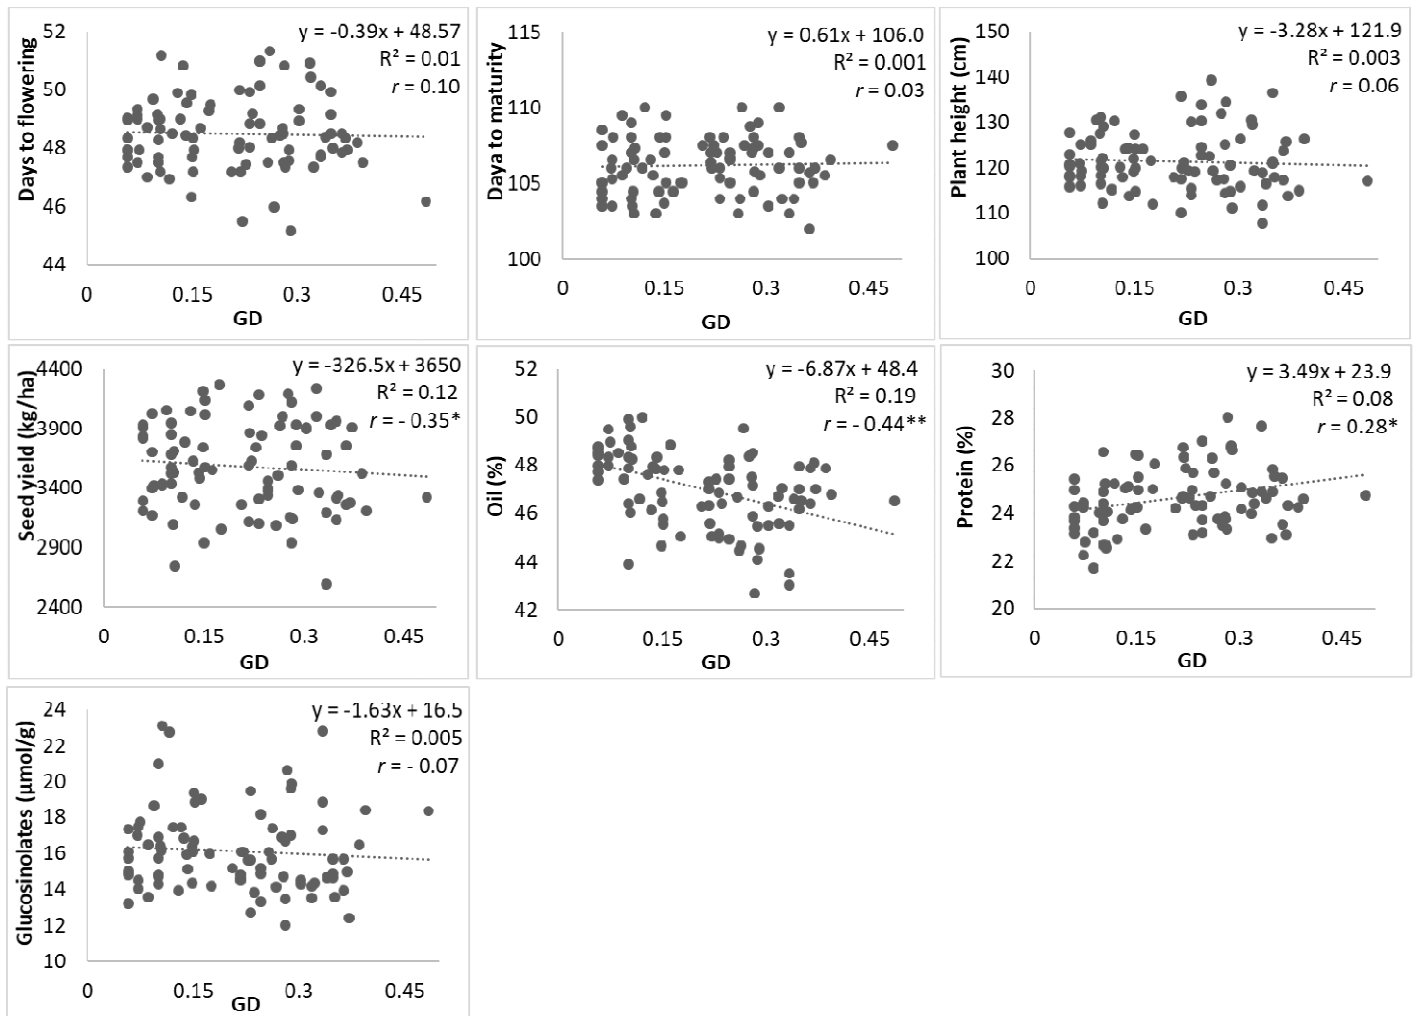 52
50
48
46
44
Days to flowering
y = -0.39x + 48.57
R² = 0.01
r = 0.10
0 0.15 0.3 0.45
GD
115
110
105
100
Daya to maturity
y = 0.61x + 106.0
R² = 0.001
r = 0.03
0 0.15 0.3 0.45
GD
150
140
130
120
110
100
Plant height (cm)
y = -3.28x + 121.9
R² = 0.003
r = 0.06
0 0.15 0.3 0.45
GD
4400
3900
3400
2900
2400
Seed yield (kg/ha)
y = -326.5x + 3650
R² = 0.12
r = - 0.35*
0 0.15 0.3 0.45
GD
52
50
48
46
44
42
Oil (%)
y = -6.87x + 48.4
R² = 0.19
r = - 0.44**
0 0.15 0.3 0.45
GD
30
28
26
24
22
20
Protein (%)
y = 3.49x + 23.9
R² = 0.08
r = 0.28*
0 0.15 0.3 0.45
GD
24
22
20
18
16
14
12
10
Glucosinolates (µmol/g)
y = -1.63x + 16.5
R² = 0.005
r = - 0.07
0 0.15 0.3 0.45
GD